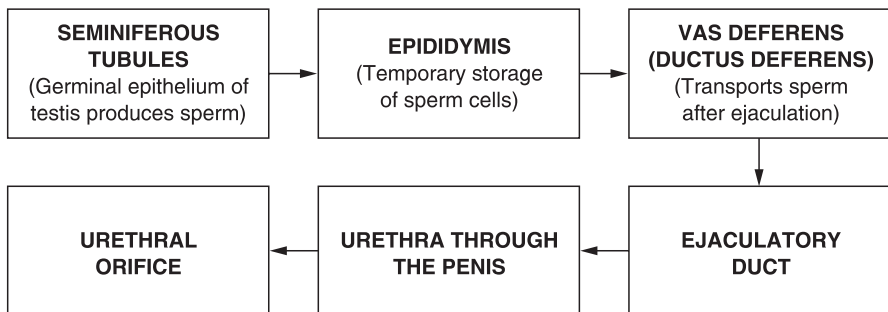 SEMINIFEROUS
TUBULES
(Germinal epithelium of
testis produces sperm)
EPIDIDYMIS
(Temporary storage
of sperm cells)
VAS DEFERENS
(DUCTUS DEFERENS)
(Transports sperm
after ejaculation)
EJACULATORY
DUCT
URETHRA THROUGH
THE PENIS
URETHRAL
ORIFICE